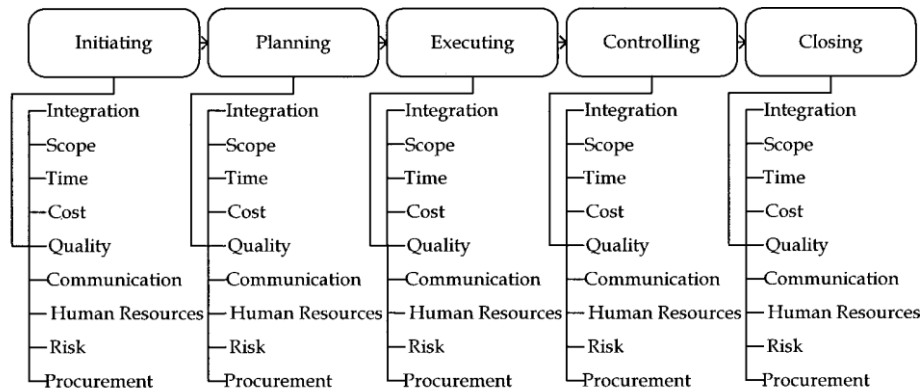 Initiating Planning Executing Controlling Closing
Integration Integration Integration Integration Integration
Scope Scope Scope Scope Scope
Time Time Time Time Time
Cost Cost Cost Cost Cost
Quality Quality Quality Quality Quality
Communication Communication Communication Communication Communication
Human Resources Human Resources Human Resources Human Resources Human Resources
Risk Risk Risk Risk Risk
Procurement Procurement Procurement Procurement Procurement